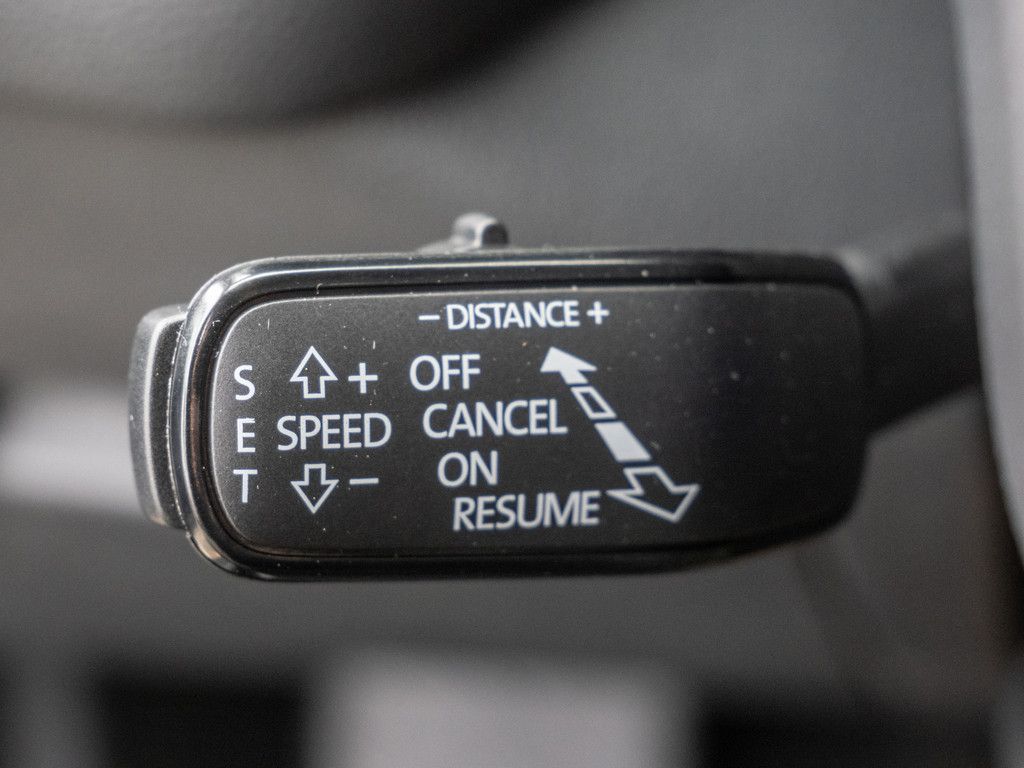 − DISTANCE +
S E T
+
SPEED
−
OFF
CANCEL
ON
RESUME